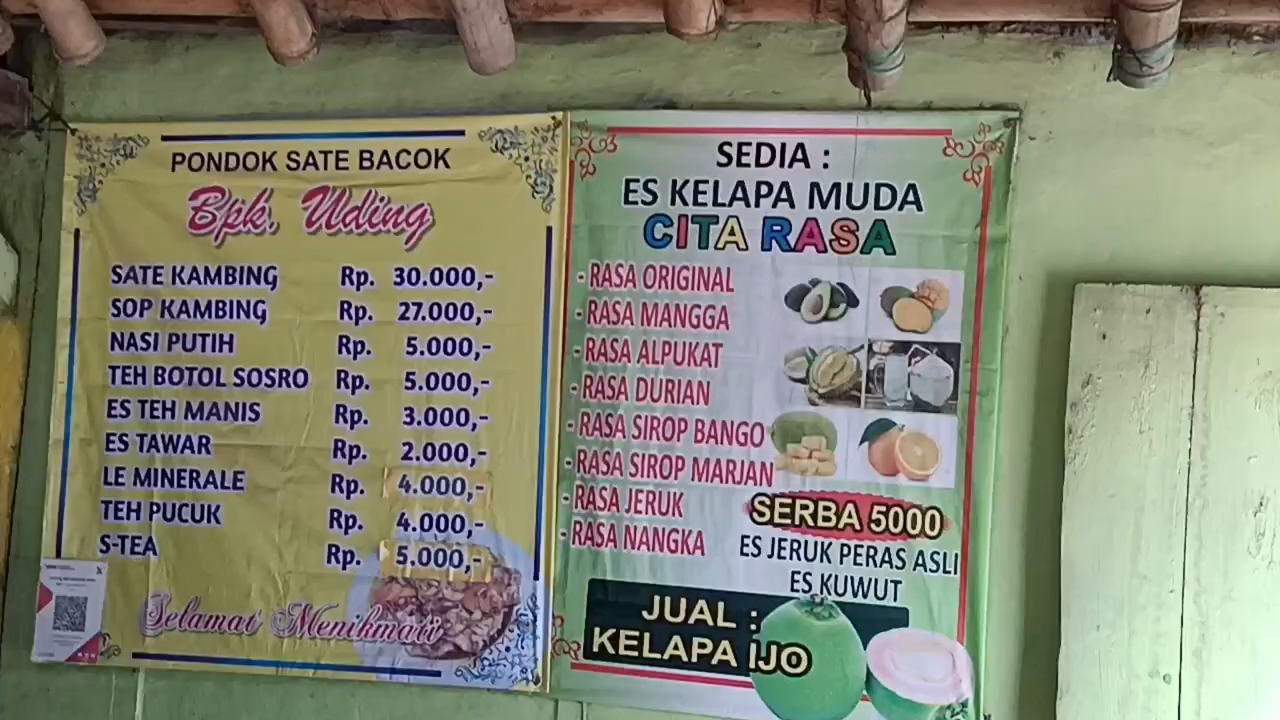 PONDOK SATE BACOK
Bpk. Uding
SATE KAMBING Rp. 30.000,-
SOP KAMBING Rp. 27.000,-
NASI PUTIH Rp. 5.000,-
TEH BOTOL SOSRO Rp. 5.000,-
ES TEH MANIS Rp. 3.000,-
ES TAWAR Rp. 2.000,-
LE MINERALE Rp. 4.000,-
TEH PUCUK Rp. 4.000,-
S-TEA Rp. 5.000,-
Selamat Menikmati
SEDIA :
ES KELAPA MUDA
CITA RASA
- RASA ORIGINAL
- RASA MANGGA
- RASA ALPUKAT
- RASA DURIAN
- RASA SIROP BANGO
- RASA SIROP MARJAN
- RASA JERUK
- RASA NANGKA
SERBA 5000
ES JERUK PERAS ASLI
ES KUWUT
JUAL :
KELAPA IJO